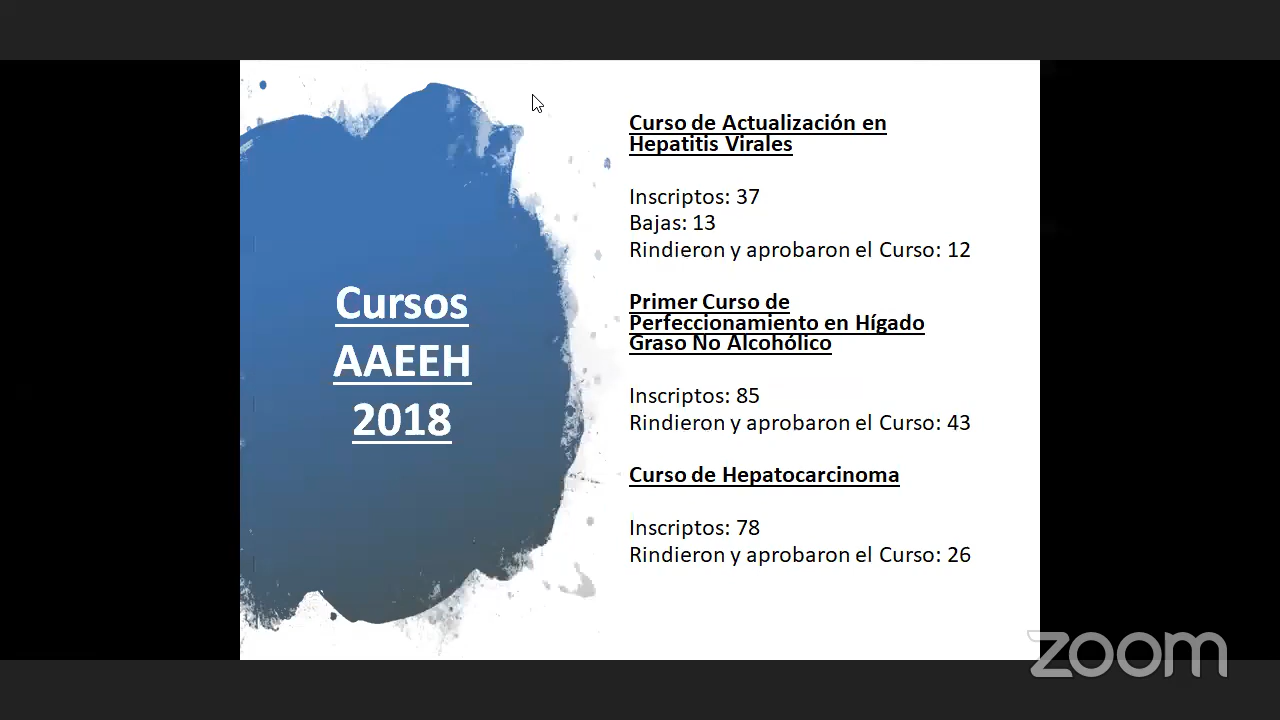 Cursos
AAEEH
2018
Curso de Actualización en
Hepatitis Virales
Inscriptos: 37
Bajas: 13
Rindieron y aprobaron el Curso: 12
Primer Curso de
Perfeccionamiento en Hígado
Graso No Alcohólico
Inscriptos: 85
Rindieron y aprobaron el Curso: 43
Curso de Hepatocarcinoma
Inscriptos: 78
Rindieron y aprobaron el Curso: 26
zoom